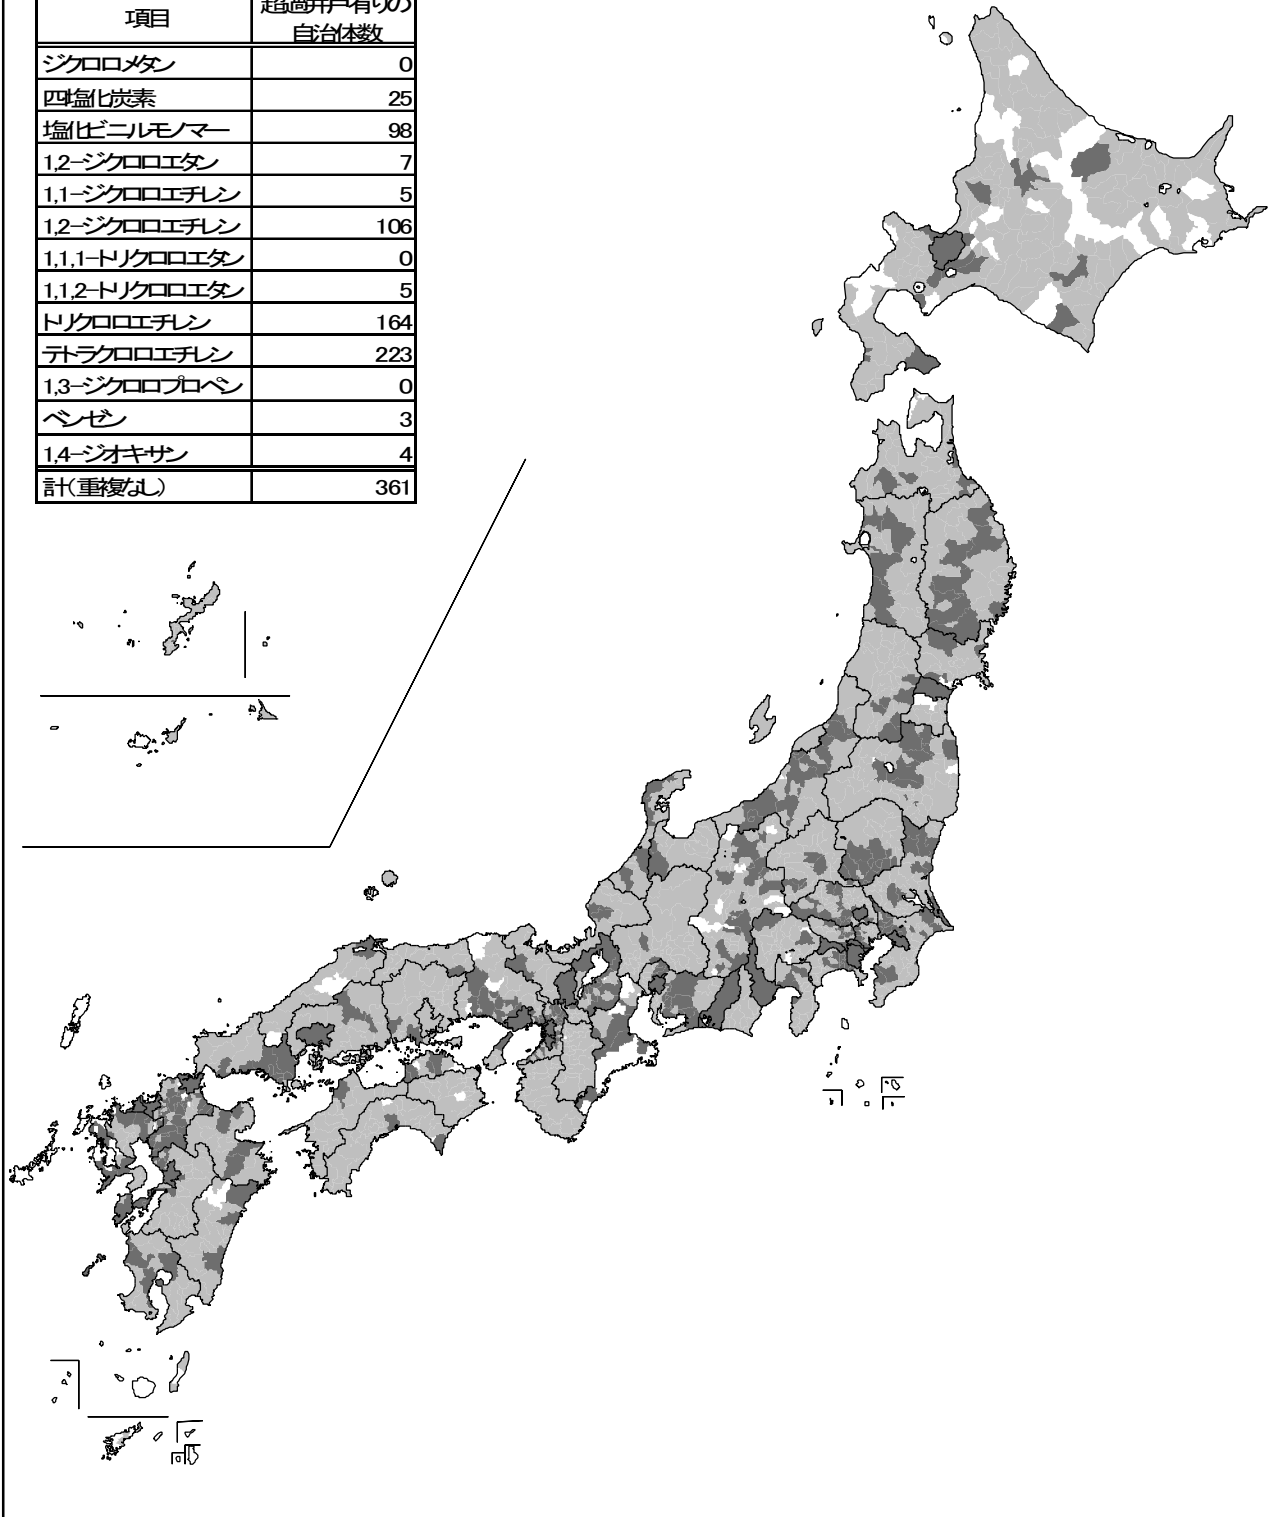 項目 超過井戸有りの
自治体数
ジクロロメタン 0
四塩化炭素 25
塩化ビニルモノマー 98
1,2-ジクロロエタン 7
1,1-ジクロロエチレン 5
1,2-ジクロロエチレン 106
1,1,1-トリクロロエタン 0
1,1,2-トリクロロエタン 5
トリクロロエチレン 164
テトラクロロエチレン 223
1,3-ジクロロプロペン 0
ベンゼン 3
1,4-ジオキサン 4
計(重複なし) 361